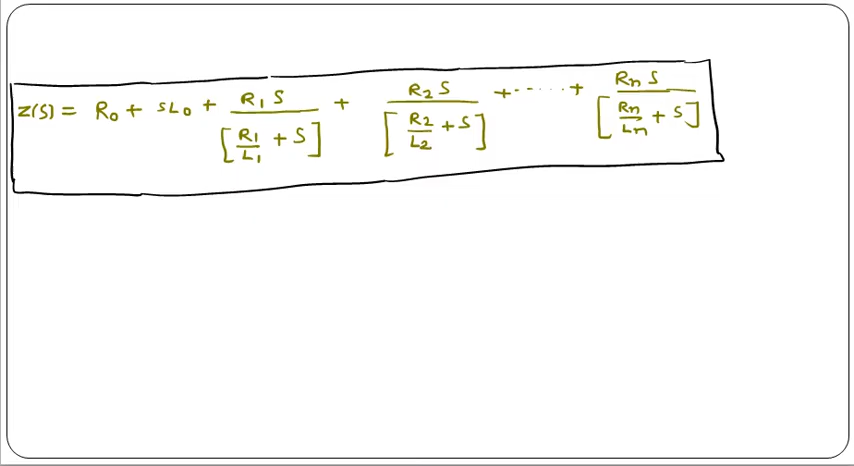 Z(S) = R₀ + SL₀ + R₁S / [R₁/L₁ + S] + R₂S / [R₂/L₂ + S] + ..... + RₙS / [Rₙ/Lₙ + S]